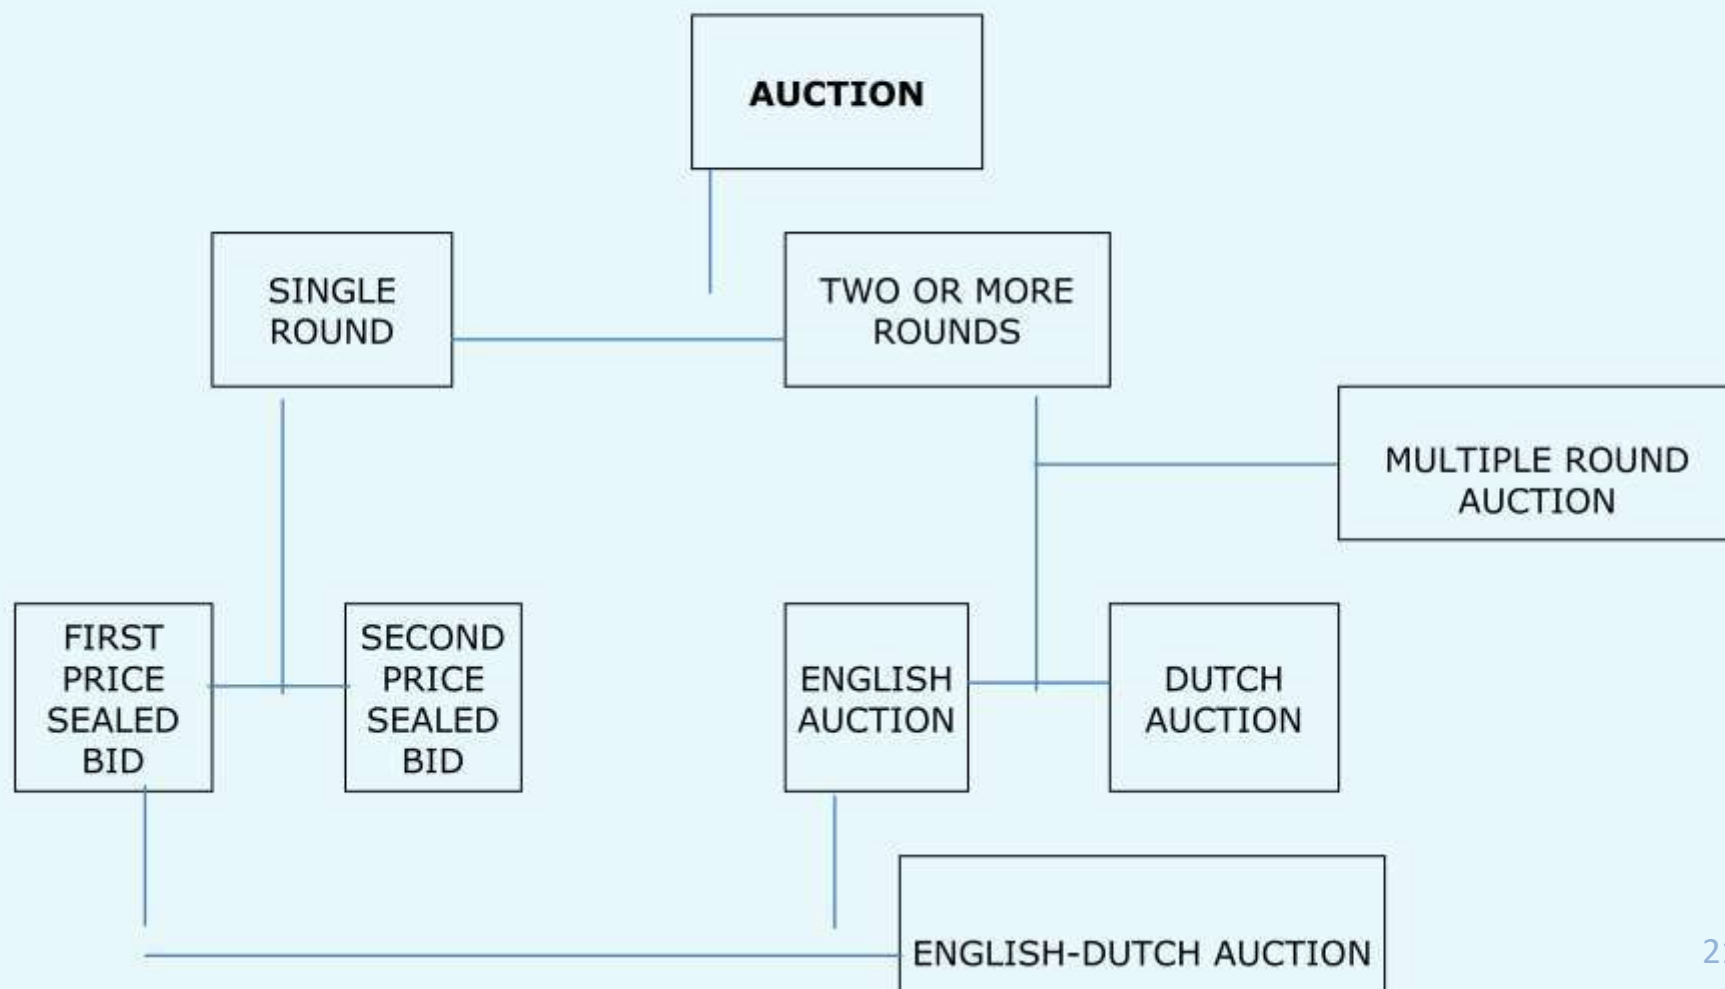 AUCTION
SINGLE
ROUND
TWO OR MORE
ROUNDS
MULTIPLE ROUND
AUCTION
FIRST
PRICE
SEALED
BID
SECOND
PRICE
SEALED
BID
ENGLISH
AUCTION
DUTCH
AUCTION
ENGLISH-DUTCH AUCTION